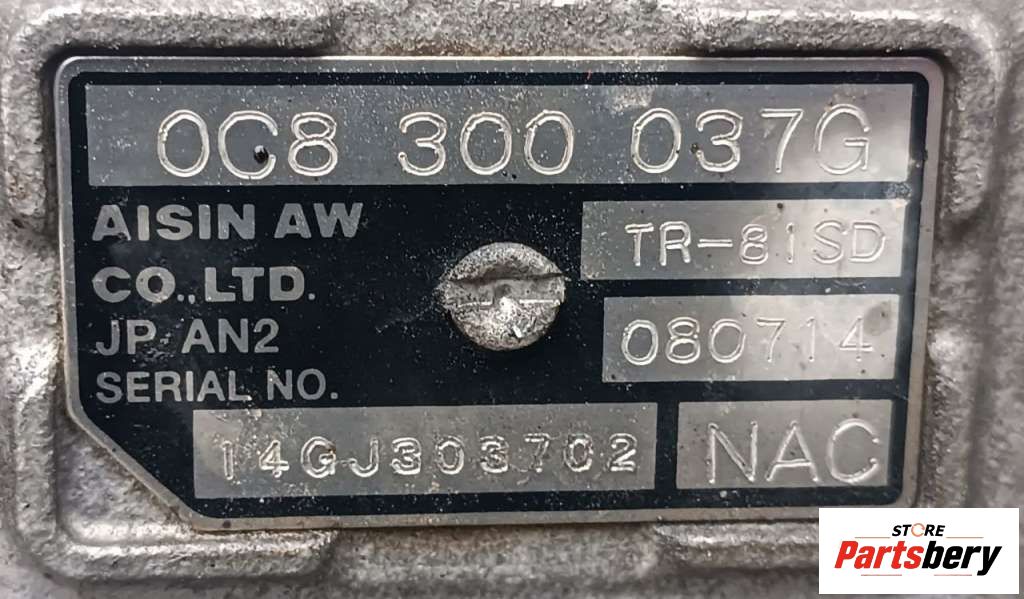 0C8 300 037G
AISIN AW
CO.,LTD.
TR-81SD
JP-AN2
080714
SERIAL NO.
14GJ303702
NAC
STORE
Partsbery